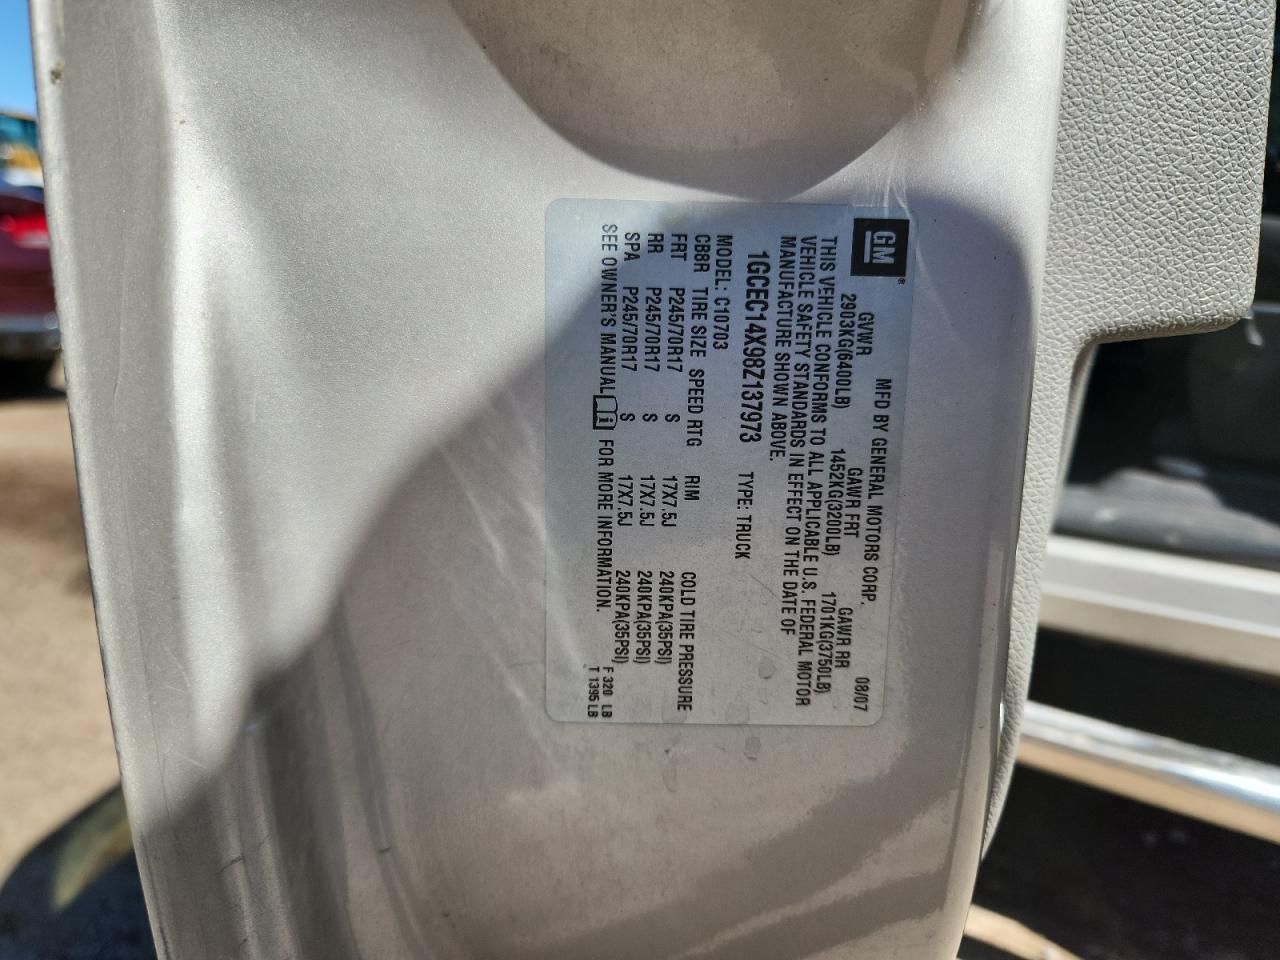 GM®
MFD BY GENERAL MOTORS CORP. 08/07
GVWR GAWR FRT GAWR RR
2903KG(6400LB) 1452KG(3200LB) 1701KG(3750LB)
THIS VEHICLE CONFORMS TO ALL APPLICABLE U.S. FEDERAL MOTOR
VEHICLE SAFETY STANDARDS IN EFFECT ON THE DATE OF
MANUFACTURE SHOWN ABOVE.
1GCEC14X98Z137973 TYPE: TRUCK
MODEL: C10703
CB8R TIRE SIZE SPEED RTG RIM COLD TIRE PRESSURE
FRT P245/70R17 S 17X7.5J 240KPA(35PSI)
RR P245/70R17 S 17X7.5J 240KPA(35PSI)
SPA P245/70R17 S 17X7.5J 240KPA(35PSI)
SEE OWNER'S MANUAL i FOR MORE INFORMATION.
F 320 LB
T 1395 LB